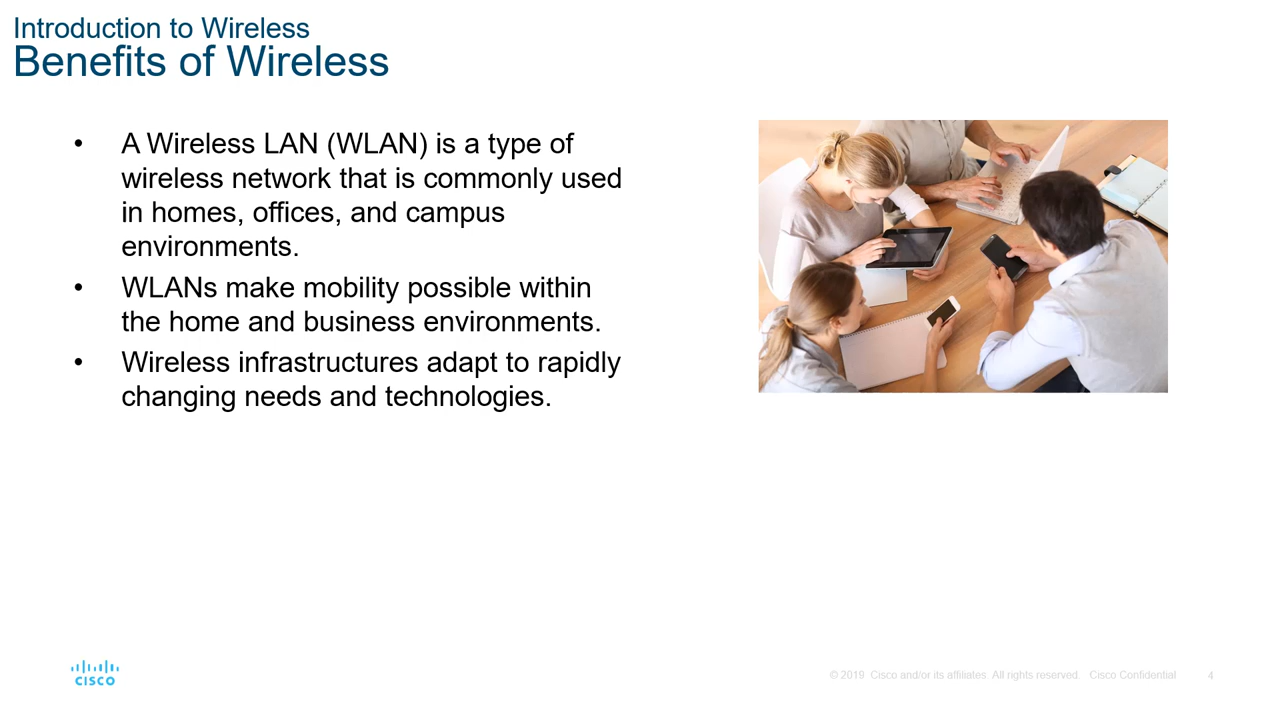 Introduction to Wireless
Benefits of Wireless
• A Wireless LAN (WLAN) is a type of
wireless network that is commonly used
in homes, offices, and campus
environments.
• WLANs make mobility possible within
the home and business environments.
• Wireless infrastructures adapt to rapidly
changing needs and technologies.
CISCO
© 2019 Cisco and/or its affiliates. All rights reserved. Cisco Confidential 4